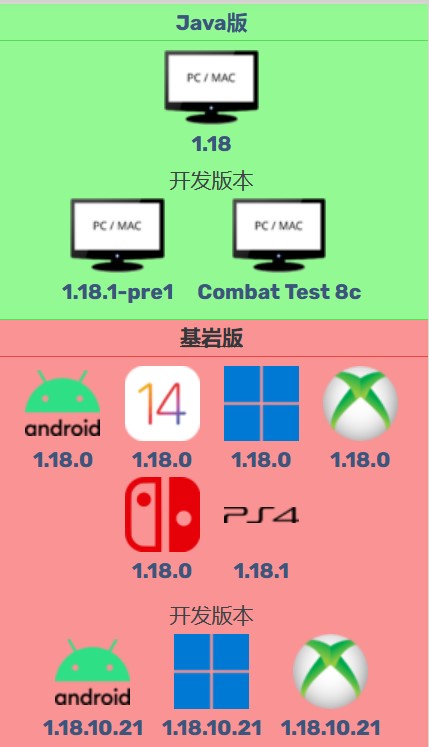 Java版
PC / MAC
1.18
开发版本
PC / MAC PC / MAC
1.18.1-pre1 Combat Test 8c
基岩版
14
android
1.18.0 1.18.0 1.18.0 1.18.0
PS4
1.18.0 1.18.1
开发版本
android
1.18.10.21 1.18.10.21 1.18.10.21